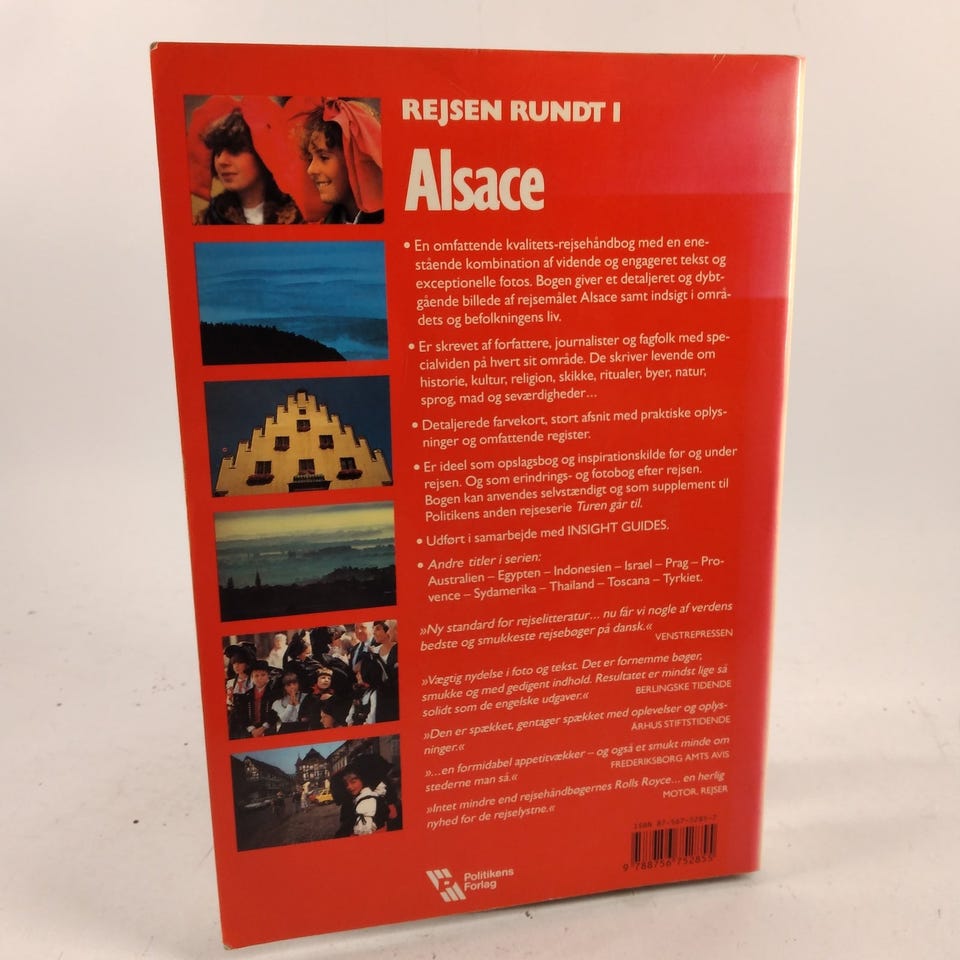 REJSEN RUNDT I
Alsace
• En omfattende kvalitets-rejsehåndbog med en ene-
stående kombination af vidende og engageret tekst og
exceptionelle fotos. Bogen giver et detaljeret og dybt-
gående billede af rejsemålet Alsace samt indsigt i områ-
dets og befolkningens liv.
• Er skrevet af forfattere, journalister og fagfolk med spe-
cialviden på hvert sit område. De skriver levende om
historie, kultur, religion, skikke, ritualer, byer, natur,
sprog, mad og seværdigheder...
• Detaljerede farvekort, stort afsnit med praktiske oplys-
ninger og omfattende register.
• Er ideel som opslagsbog og inspirationskilde før og under
rejsen. Og som erindrings- og fotobog efter rejsen.
Bogen kan anvendes selvstændigt og som supplement til
Politikens anden rejseserie Turen går til.
• Udført i samarbejde med INSIGHT GUIDES.
• Andre titler i serien:
Australien – Egypten – Indonesien – Israel – Prag – Pro-
vence – Sydamerika – Thailand – Toscana – Tyrkiet.
»Ny standard for rejselitteratur... nu får vi nogle af verdens
bedste og smukkeste rejsebøger på dansk.«
VENSTREPRESSEN
»Vægtig nydelse i foto og tekst. Det er fornemme bøger,
smukke og med gedigent indhold. Resultatet er mindst lige så
solidt som de engelske udgaver.«
BERLINGSKE TIDENDE
»Den er spækket, gentager spækket med oplevelser og oplys-
ninger.«
ÅRHUS STIFTSTIDENDE
»...en formidabel appetitvækker – og også et smukt minde om
stederne man så.«
FREDERIKSBORG AMTS AVIS
»Intet mindre end rejsehåndbøgernes Rolls Royce... en herlig
nyhed for de rejselystne.«
MOTOR. REJSER
ISBN 87-567-5285-7
9 788756 752855
Politikens
Forlag